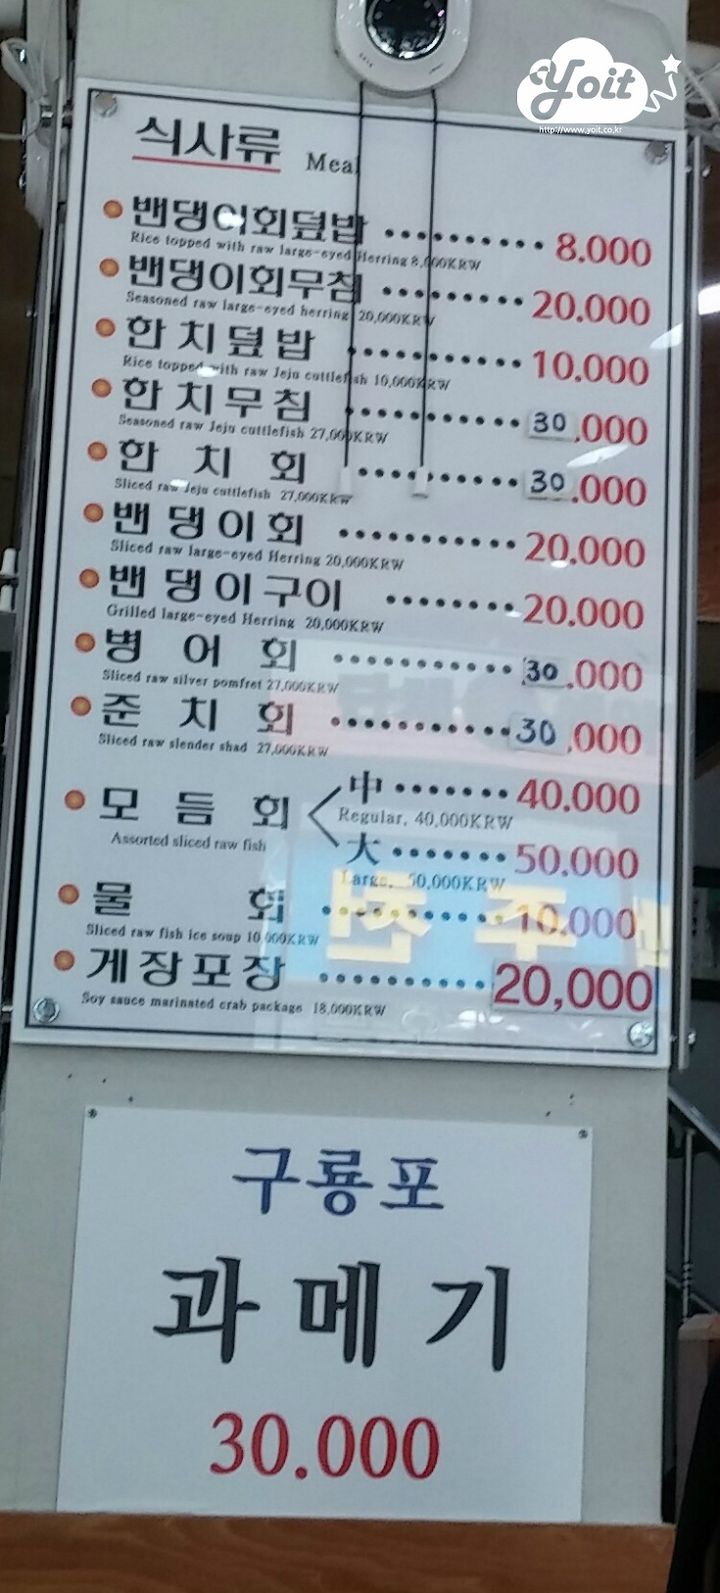 Yoit
http://www.yoit.co.kr
식사류 Meal
밴댕이회덮밥 8.000
Rice topped with raw large-eyed Herring 8,000KRW
밴댕이회무침 20.000
Seasoned raw large-eyed herring 20,000KRW
한치덮밥 10.000
Rice topped with raw Jeju cuttlefish 10,000KRW
한치무침 30.000
Seasoned raw Jeju cuttlefish 27,000KRW
한치회 30.000
Sliced raw Jeju cuttlefish 27,000KRW
밴댕이회 20.000
Sliced raw large-eyed Herring 20,000KRW
밴댕이구이 20.000
Grilled large-eyed Herring 20,000KRW
병어회 30.000
Sliced raw silver pomfret 27,000KRW
준치회 30,000
Sliced raw slender shad 27,000KRW
모듬회 中 40.000
Regular, 40,000KRW
Assorted sliced raw fish
大 50.000
Large, 50,000KRW
물회 10.000
Sliced raw fish ice soup 10,000KRW
게장포장 20,000
Soy sauce marinated crab package 18,000KRW
구룡포
과메기
30.000